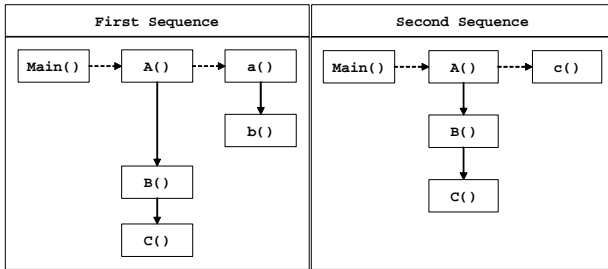 First Sequence
Main() A() a()
b()
B()
C()
Second Sequence
Main() A() c()
B()
C()